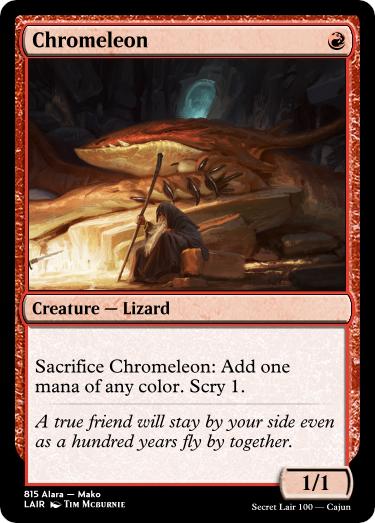 Chromeleon
Creature — Lizard
Sacrifice Chromeleon: Add one
mana of any color. Scry 1.
A true friend will stay by your side even
as a hundred years fly by together.
1/1
815 Alara — Mako
LAIR Tim McBurnie
Secret Lair 100 — Cajun